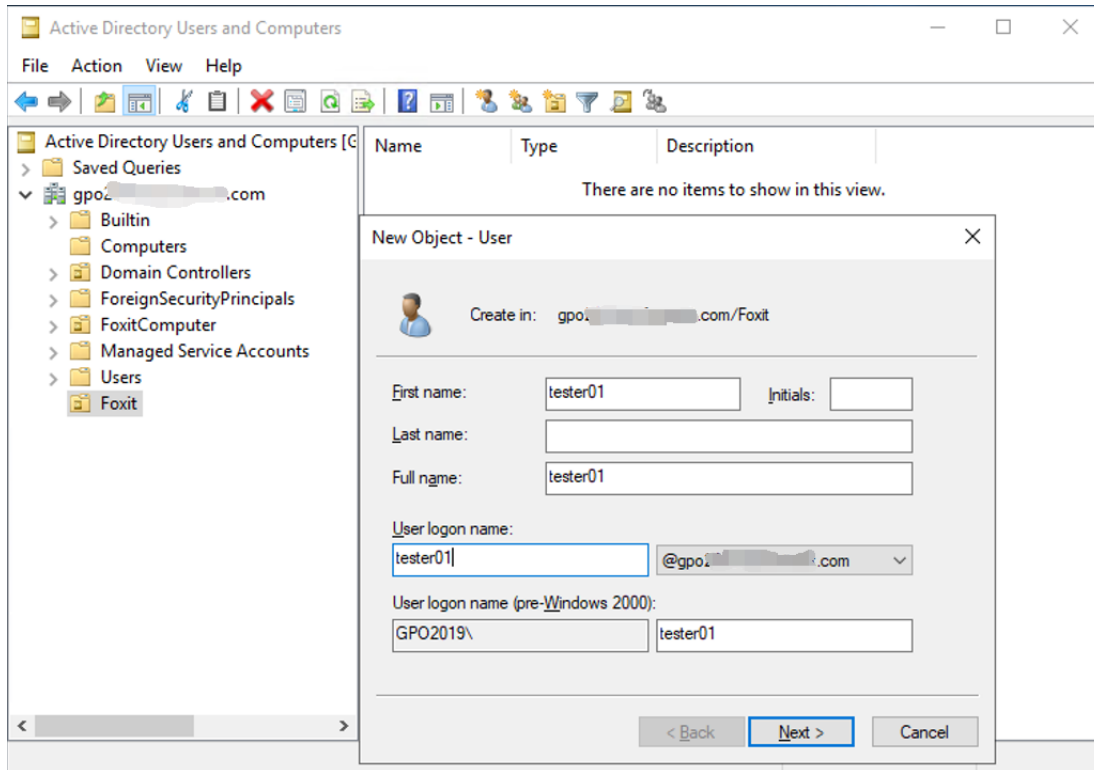 Active Directory Users and Computers
File Action View Help
Active Directory Users and Computers [G
Saved Queries
.com
Builtin
Computers
Domain Controllers
ForeignSecurityPrincipals
FoxitComputer
Managed Service Accounts
Users
Foxit
Name Type Description
There are no items to show in this view.
New Object - User
Create in: .com/Foxit
First name: tester01 Initials:
Last name:
Full name: tester01
User logon name:
tester01 .com
User logon name (pre-Windows 2000):
GPO2019\ tester01
< Back Next > Cancel